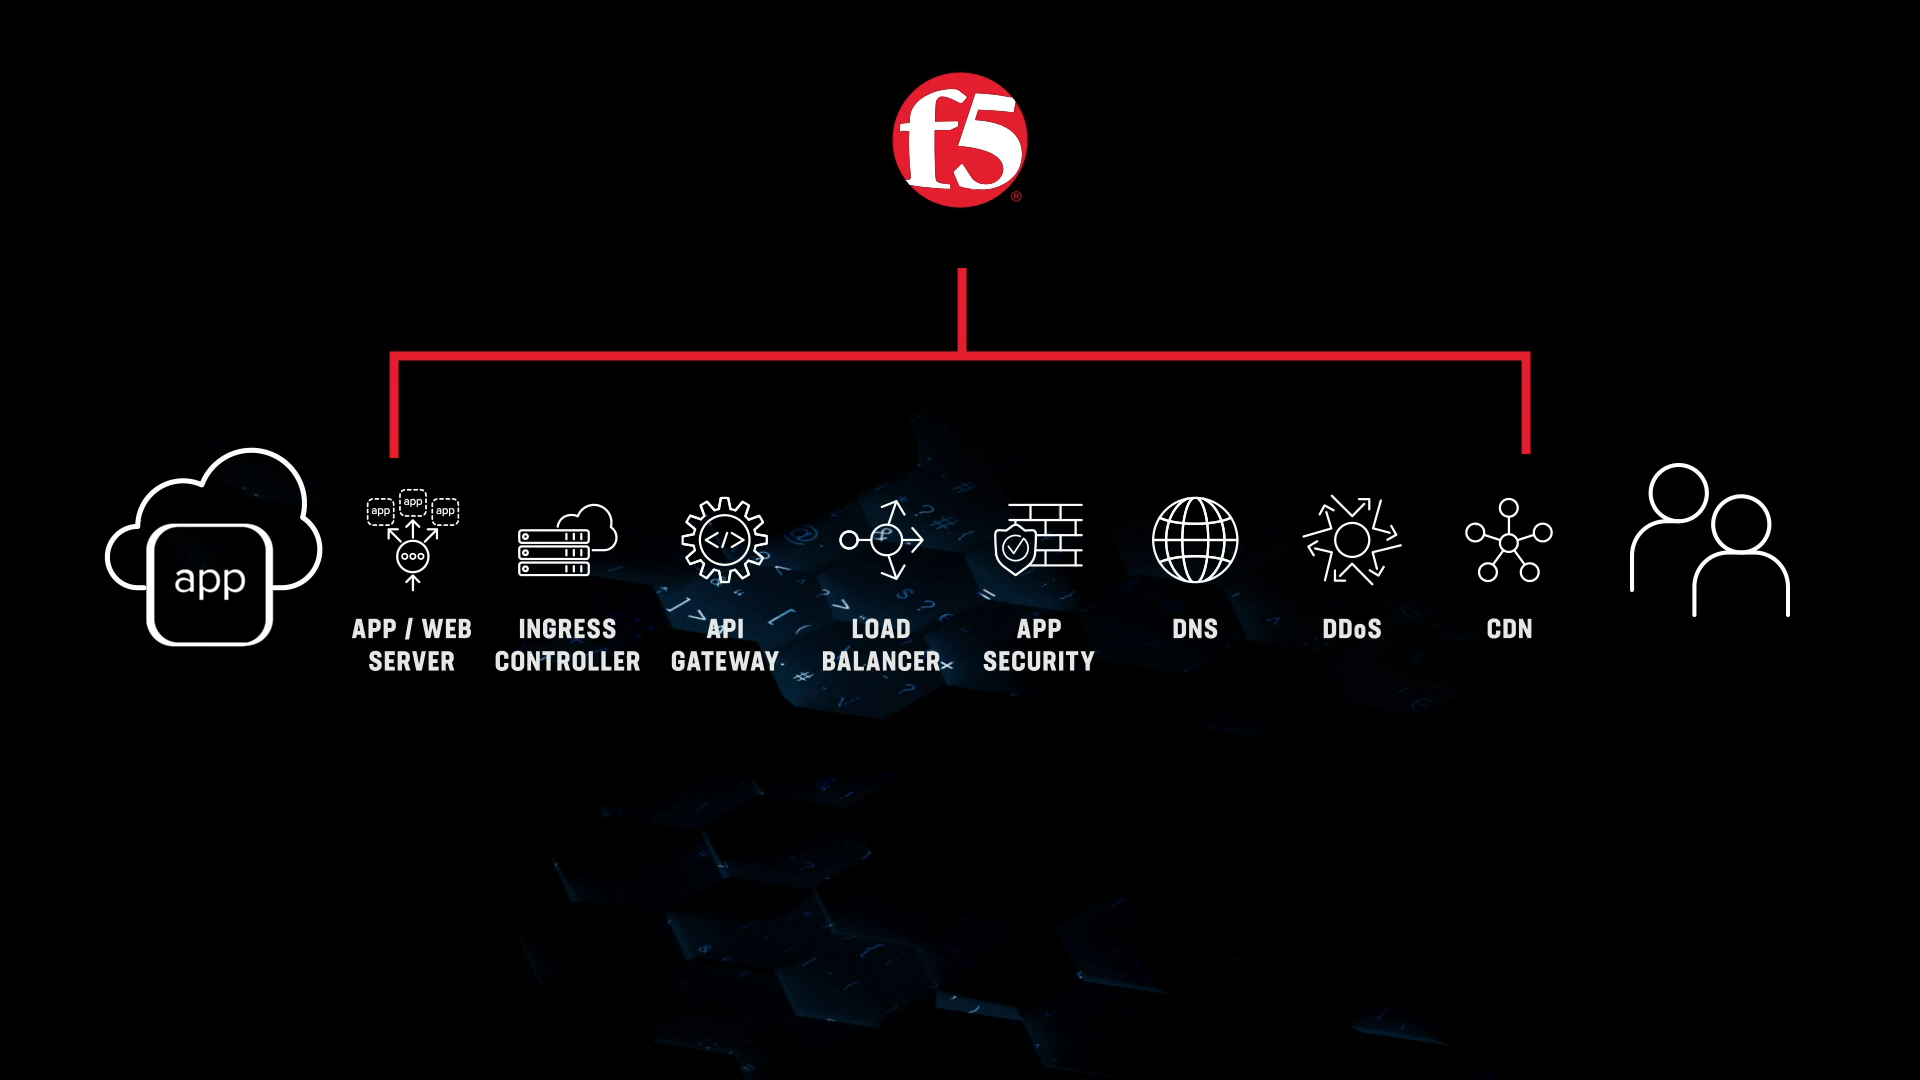 f5
®
app
app
app
app
APP / WEB
SERVER
INGRESS
CONTROLLER
</>
API
GATEWAY
LOAD
BALANCER
APP
SECURITY
DNS
DDoS
CDN